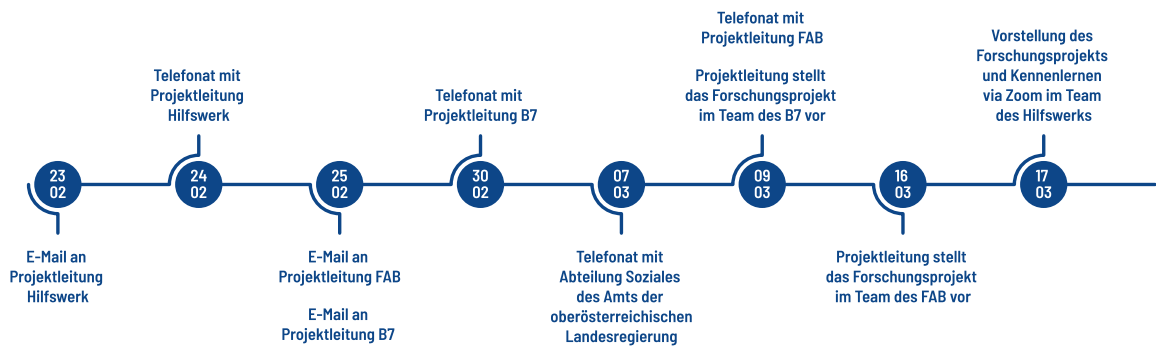 23
02
E-Mail an
Projektleitung
Hilfswerk
Telefonat mit
Projektleitung
Hilfswerk
24
02
25
02
E-Mail an
Projektleitung FAB
E-Mail an
Projektleitung B7
Telefonat mit
Projektleitung B7
30
02
07
03
Telefonat mit
Abteilung Soziales
des Amts der
oberösterreichischen
Landesregierung
Telefonat mit
Projektleitung FAB
Projektleitung stellt
das Forschungsprojekt
im Team des B7 vor
09
03
16
03
Projektleitung stellt
das Forschungsprojekt
im Team des FAB vor
Vorstellung des
Forschungsprojekts
und Kennenlernen
via Zoom im Team
des Hilfswerks
17
03